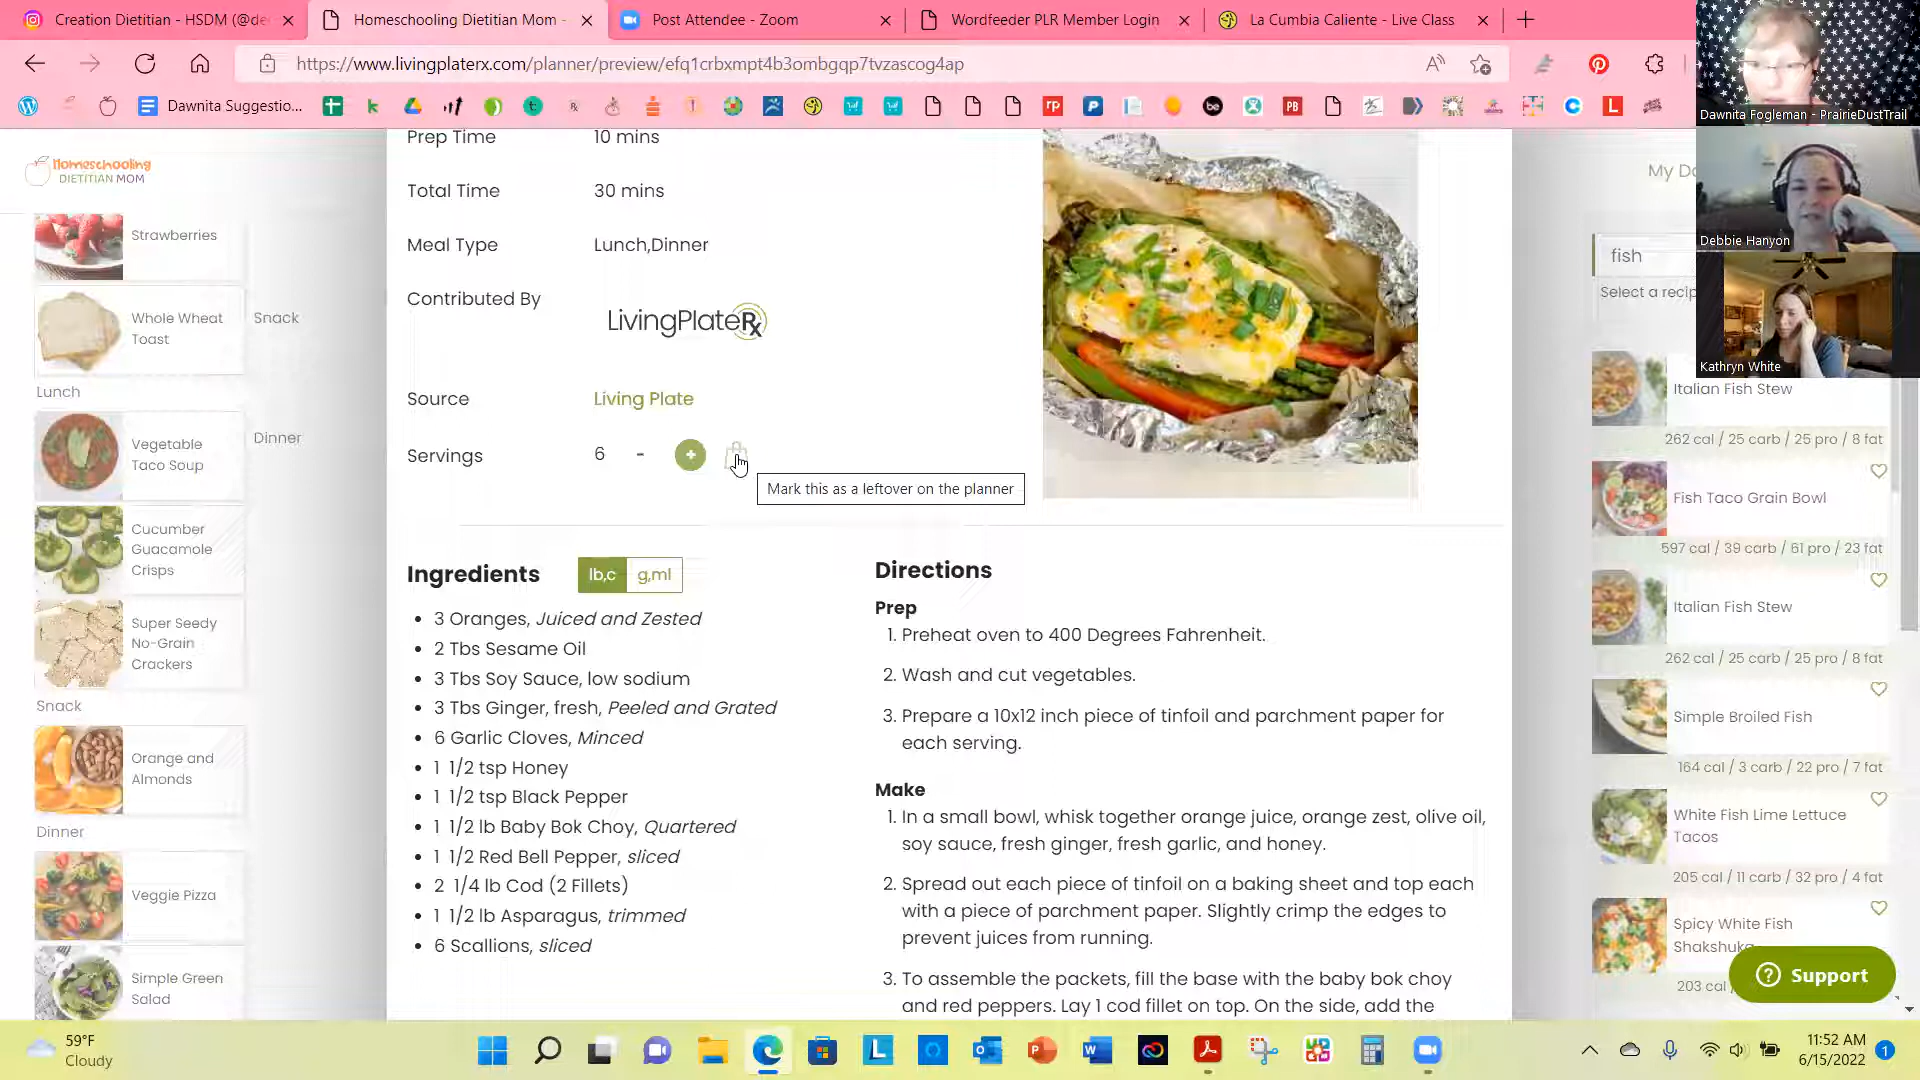 Creation Dietitian - HSDM (@de
Homeschooling Dietitian Mom -
Post Attendee - Zoom
Wordfeeder PLR Member Login
La Cumbia Caliente - Live Class
https://www.livingplaterx.com/planner/preview/efq1crbxmpt4b3ombgqp7tvzascog4ap
Dawnita Suggestio...
Dawnita Fogleman - PrairieDustTrail
Debbie Hanyon
Kathryn White
Homeschooling
DIETITIAN MOM
Strawberries
Whole Wheat
Toast
Snack
Lunch
Vegetable
Taco Soup
Dinner
Cucumber
Guacamole
Crisps
Super Seedy
No-Grain
Crackers
Snack
Orange and
Almonds
Dinner
Veggie Pizza
Simple Green
Salad
Prep Time 10 mins
Total Time 30 mins
Meal Type Lunch,Dinner
Contributed By
LivingPlateRx
Source Living Plate
Servings 6 - +
Mark this as a leftover on the planner
Ingredients lb,c g,ml
3 Oranges, Juiced and Zested
2 Tbs Sesame Oil
3 Tbs Soy Sauce, low sodium
3 Tbs Ginger, fresh, Peeled and Grated
6 Garlic Cloves, Minced
1 1/2 tsp Honey
1 1/2 tsp Black Pepper
1 1/2 lb Baby Bok Choy, Quartered
1 1/2 Red Bell Pepper, sliced
2 1/4 lb Cod (2 Fillets)
1 1/2 lb Asparagus, trimmed
6 Scallions, sliced
Directions
Prep
1. Preheat oven to 400 Degrees Fahrenheit.
2. Wash and cut vegetables.
3. Prepare a 10x12 inch piece of tinfoil and parchment paper for
each serving.
Make
1. In a small bowl, whisk together orange juice, orange zest, olive oil,
soy sauce, fresh ginger, fresh garlic, and honey.
2. Spread out each piece of tinfoil on a baking sheet and top each
with a piece of parchment paper. Slightly crimp the edges to
prevent juices from running.
3. To assemble the packets, fill the base with the baby bok choy
and red peppers. Lay 1 cod fillet on top. On the side, add the
My Da
fish
Select a recip
Italian Fish Stew
262 cal / 25 carb / 25 pro / 8 fat
Fish Taco Grain Bowl
597 cal / 39 carb / 61 pro / 23 fat
Italian Fish Stew
262 cal / 25 carb / 25 pro / 8 fat
Simple Broiled Fish
164 cal / 3 carb / 22 pro / 7 fat
White Fish Lime Lettuce
Tacos
205 cal / 11 carb / 32 pro / 4 fat
Spicy White Fish
Shakshuka
203 cal
Support
59°F
Cloudy
11:52 AM
6/15/2022
1